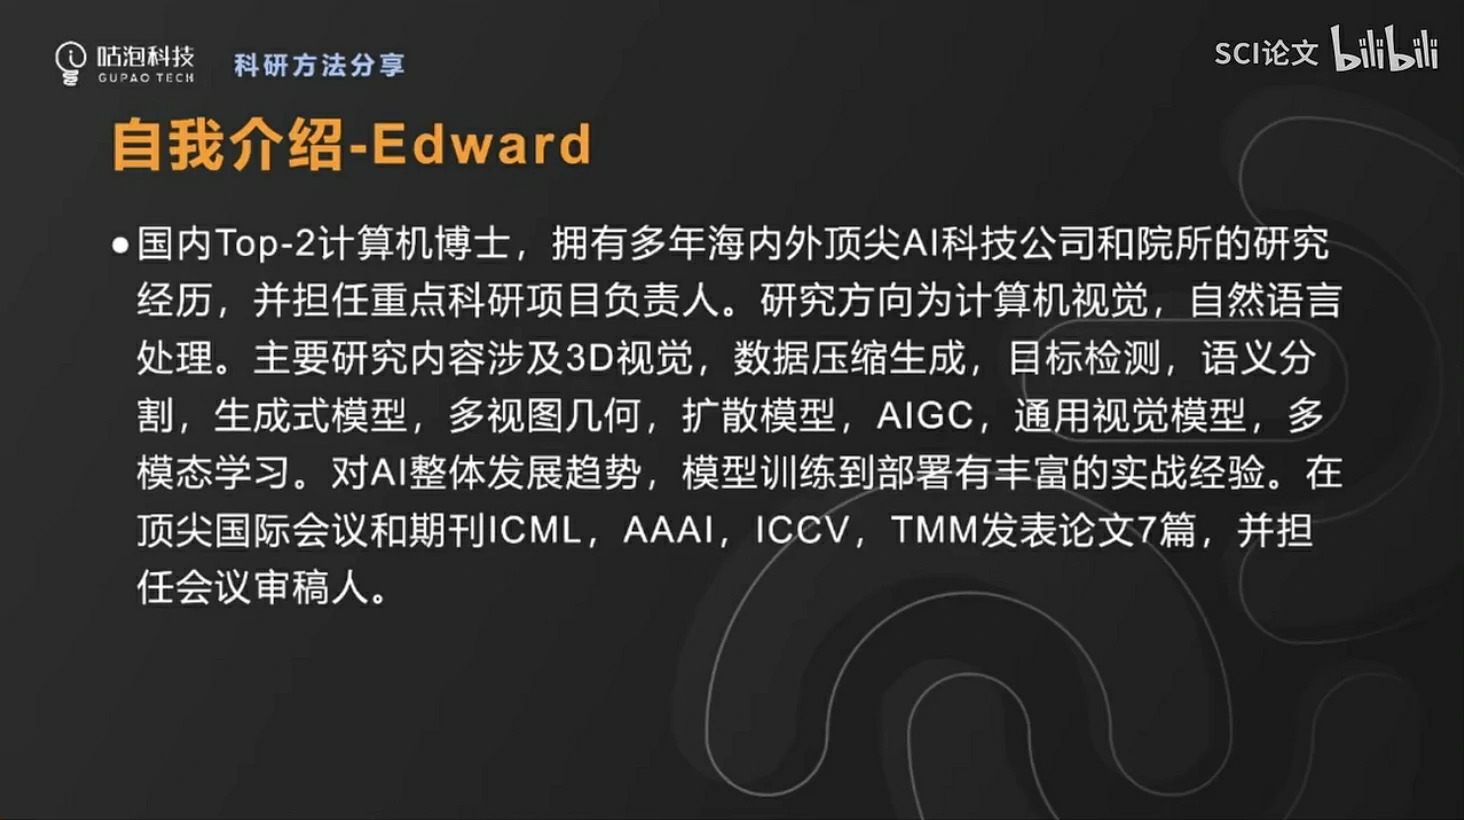 咕泡科技
GUPAO TECH
科研方法分享
SCI论文 bilibili
自我介绍-Edward
●国内Top-2计算机博士，拥有多年海内外顶尖AI科技公司和院所的研究
经历，并担任重点科研项目负责人。研究方向为计算机视觉，自然语言
处理。主要研究内容涉及3D视觉，数据压缩生成，目标检测，语义分
割，生成式模型，多视图几何，扩散模型，AIGC，通用视觉模型，多
模态学习。对AI整体发展趋势，模型训练到部署有丰富的实战经验。在
顶尖国际会议和期刊ICML，AAAI，ICCV，TMM发表论文7篇，并担
任会议审稿人。